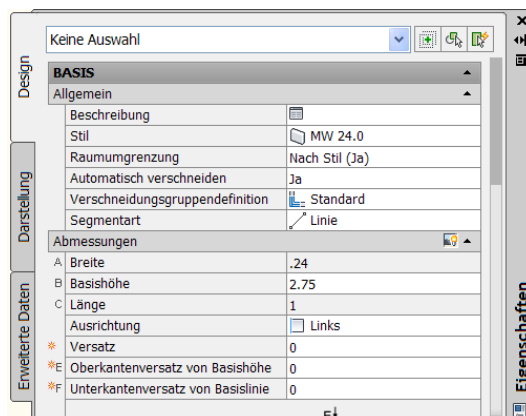 Keine Auswahl
Design
BASIS
Allgemein
Beschreibung
Stil MW 24.0
Raumumgrenzung Nach Stil (Ja)
Automatisch verschneiden Ja
Verschneidungsgruppendefinition Standard
Segmentart Linie
Darstellung
Abmessungen
A Breite .24
B Basishöhe 2.75
C Länge 1
Ausrichtung Links
Versatz 0
E Oberkantenversatz von Basishöhe 0
F Unterkantenversatz von Basislinie 0
Erweiterte Daten
Eigenschaften